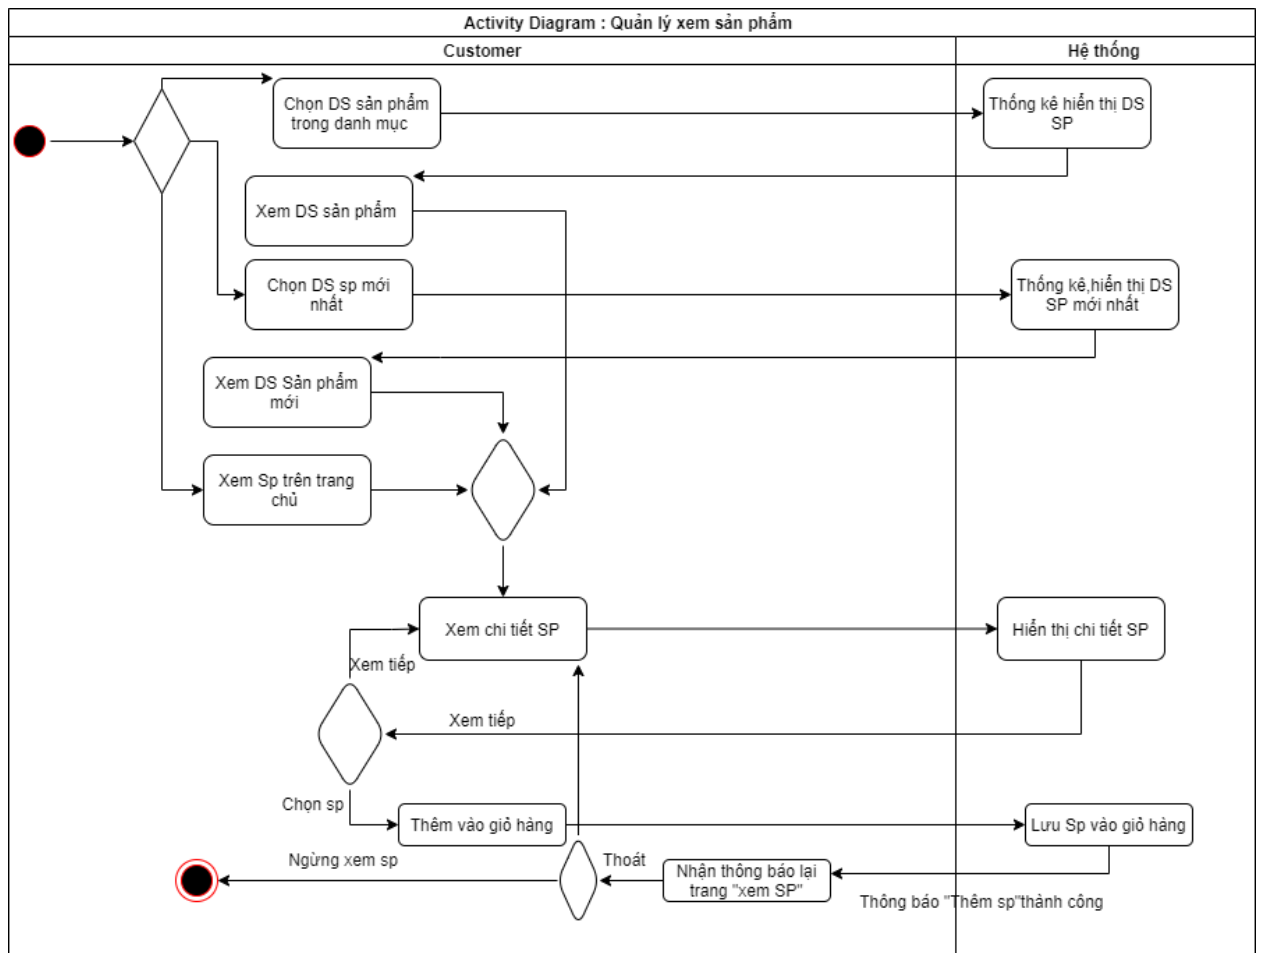 Activity Diagram : Quản lý xem sản phẩm
Customer
Hệ thống
Chọn DS sản phẩm
trong danh mục
Thống kê hiển thị DS
SP
Xem DS sản phẩm
Chọn DS sp mới
nhất
Thống kê,hiển thị DS
SP mới nhất
Xem DS Sản phẩm
mới
Xem Sp trên trang
chủ
Xem chi tiết SP
Hiển thị chi tiết SP
Xem tiếp
Xem tiếp
Chọn sp
Thêm vào giỏ hàng
Lưu Sp vào giỏ hàng
Ngừng xem sp
Thoát
Nhận thông báo lại
trang "xem SP"
Thông báo "Thêm sp"thành công